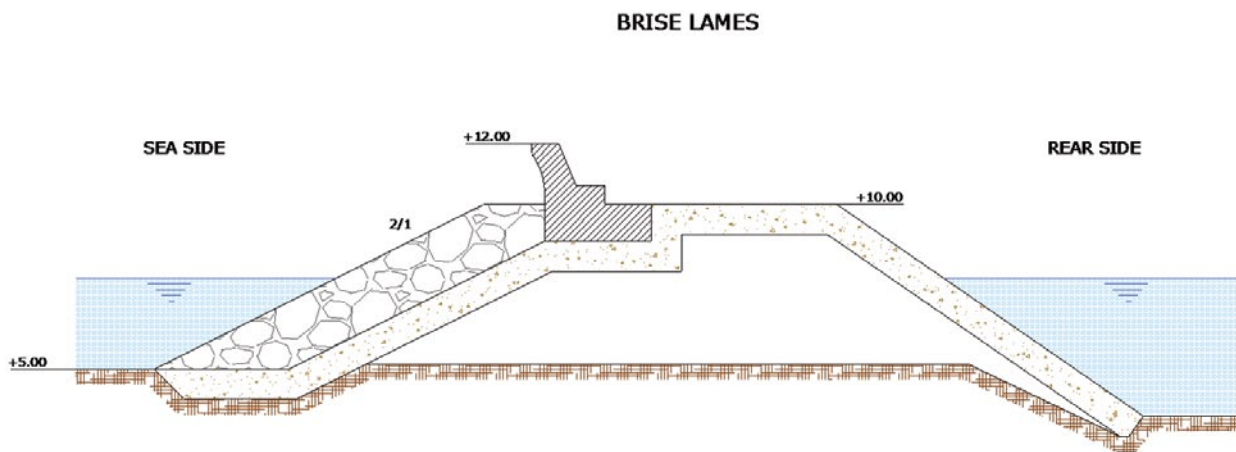 BRISE LAMES
+12.00
SEA SIDE
REAR SIDE
+10.00
2/1
+5.00